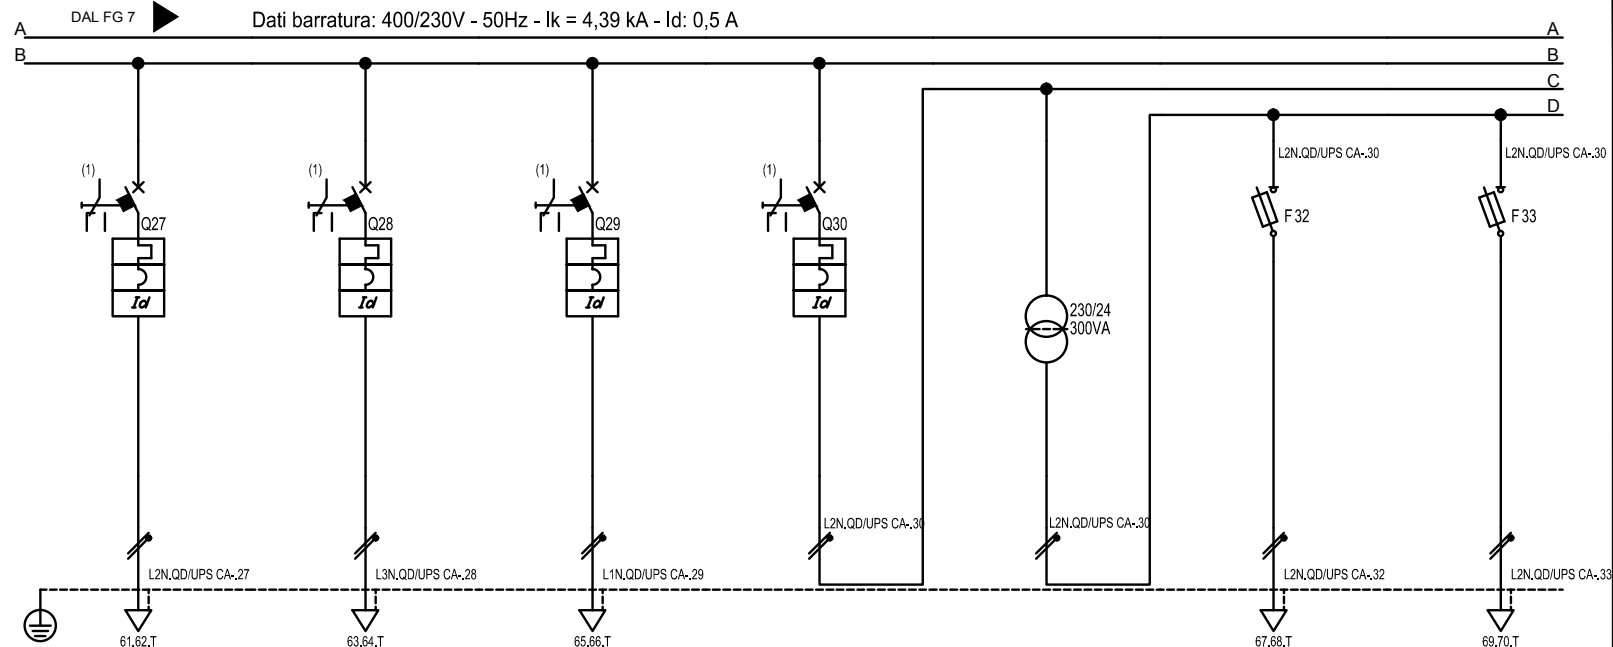 DAL FG 7
Dati barratura: 400/230V - 50Hz - Ik = 4,39 kA - Id: 0,5 A
A A
B B
C
D
L2N.QD/UPS CA-.30 L2N.QD/UPS CA-.30
(1) (1) (1) (1)
F 32 F 33
Q27 Q28 Q29 Q30
Id Id Id Id
230/24
300VA
L2N.QD/UPS CA-.30 L2N.QD/UPS CA-.30
L2N.QD/UPS CA-.27 L3N.QD/UPS CA-.28 L1N.QD/UPS CA-.29 L2N.QD/UPS CA-.32 L2N.QD/UPS CA-.33
61.62.T 63.64.T 65.66.T 67.68.T 69.70.T